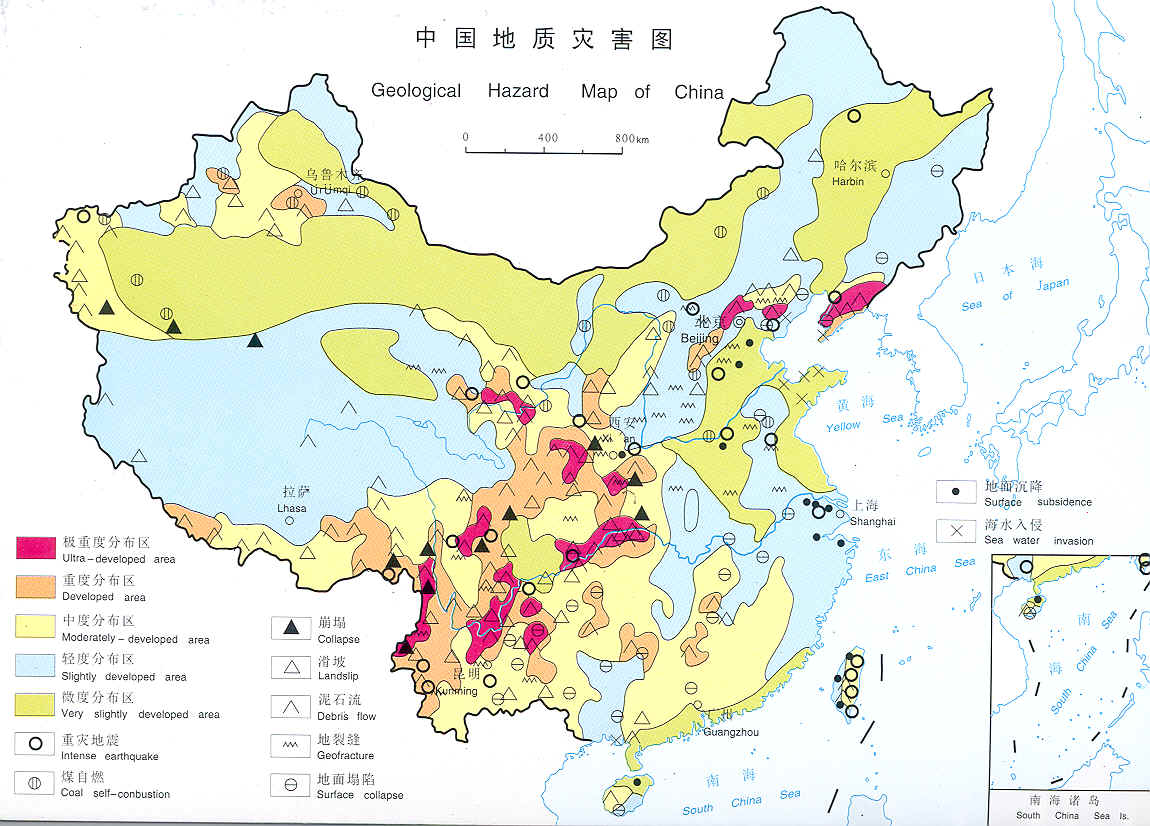 中国地质灾害图
Geological Hazard Map of China
0 400 800km
乌鲁木齐
UrUmqi
哈尔滨
Harbin
日本海
Sea of Japan
北京
Beijing
黄海
Yellow Sea
西安
Xi an
拉萨
Lhasa
上海
Shanghai
东海
East China Sea
昆明
Kunming
广州
Guangzhou
南海
South China Sea
地面沉降
Surface subsidence
海水入侵
Sea water invasion
极重度分布区
Ultra-developed area
重度分布区
Developed area
中度分布区
Moderately-developed area
轻度分布区
Slightly developed area
微度分布区
Very slightly developed area
重灾地震
Intense earthquake
煤自燃
Coal self-conbustion
崩塌
Collapse
滑坡
Landslip
泥石流
Debris flow
地裂缝
Geofracture
地面塌陷
Surface collapse
南海
South China Sea
南海诸岛
South China Sea Is.